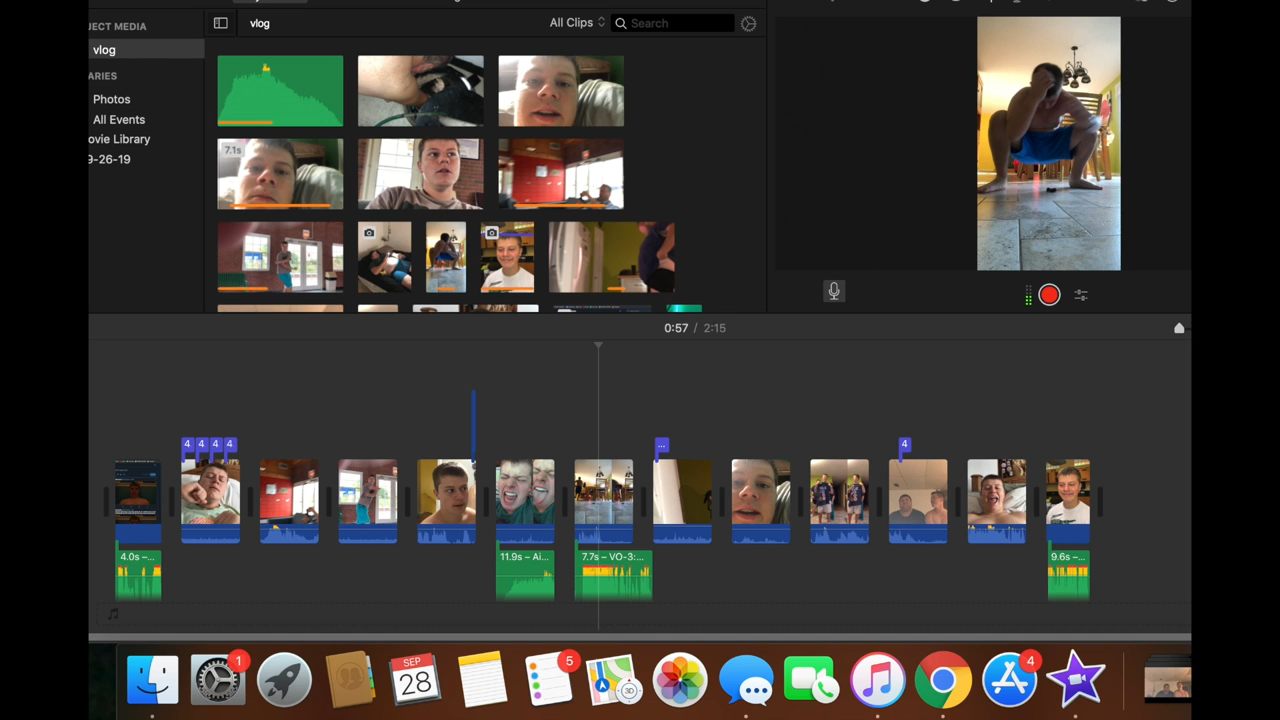 JECT MEDIA
vlog
All Clips
Search
vlog
ARIES
Photos
All Events
ovie Library
9-26-19
7.1s
0:57 / 2:15
4 4 4 4
...
4
4.0s –...
11.9s – Ai...
7.7s – VO-3:...
9.6s –...
1
SEP
28
5
3D
4